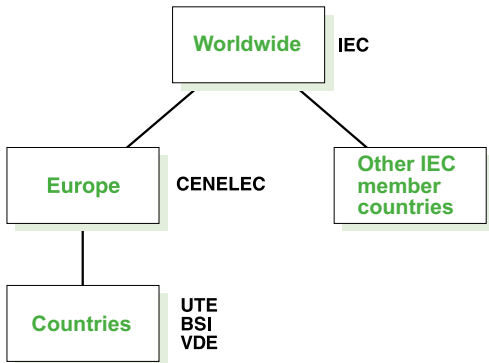 Worldwide
IEC
Europe
CENELEC
Other IEC
member
countries
Countries
UTE
BSI
VDE